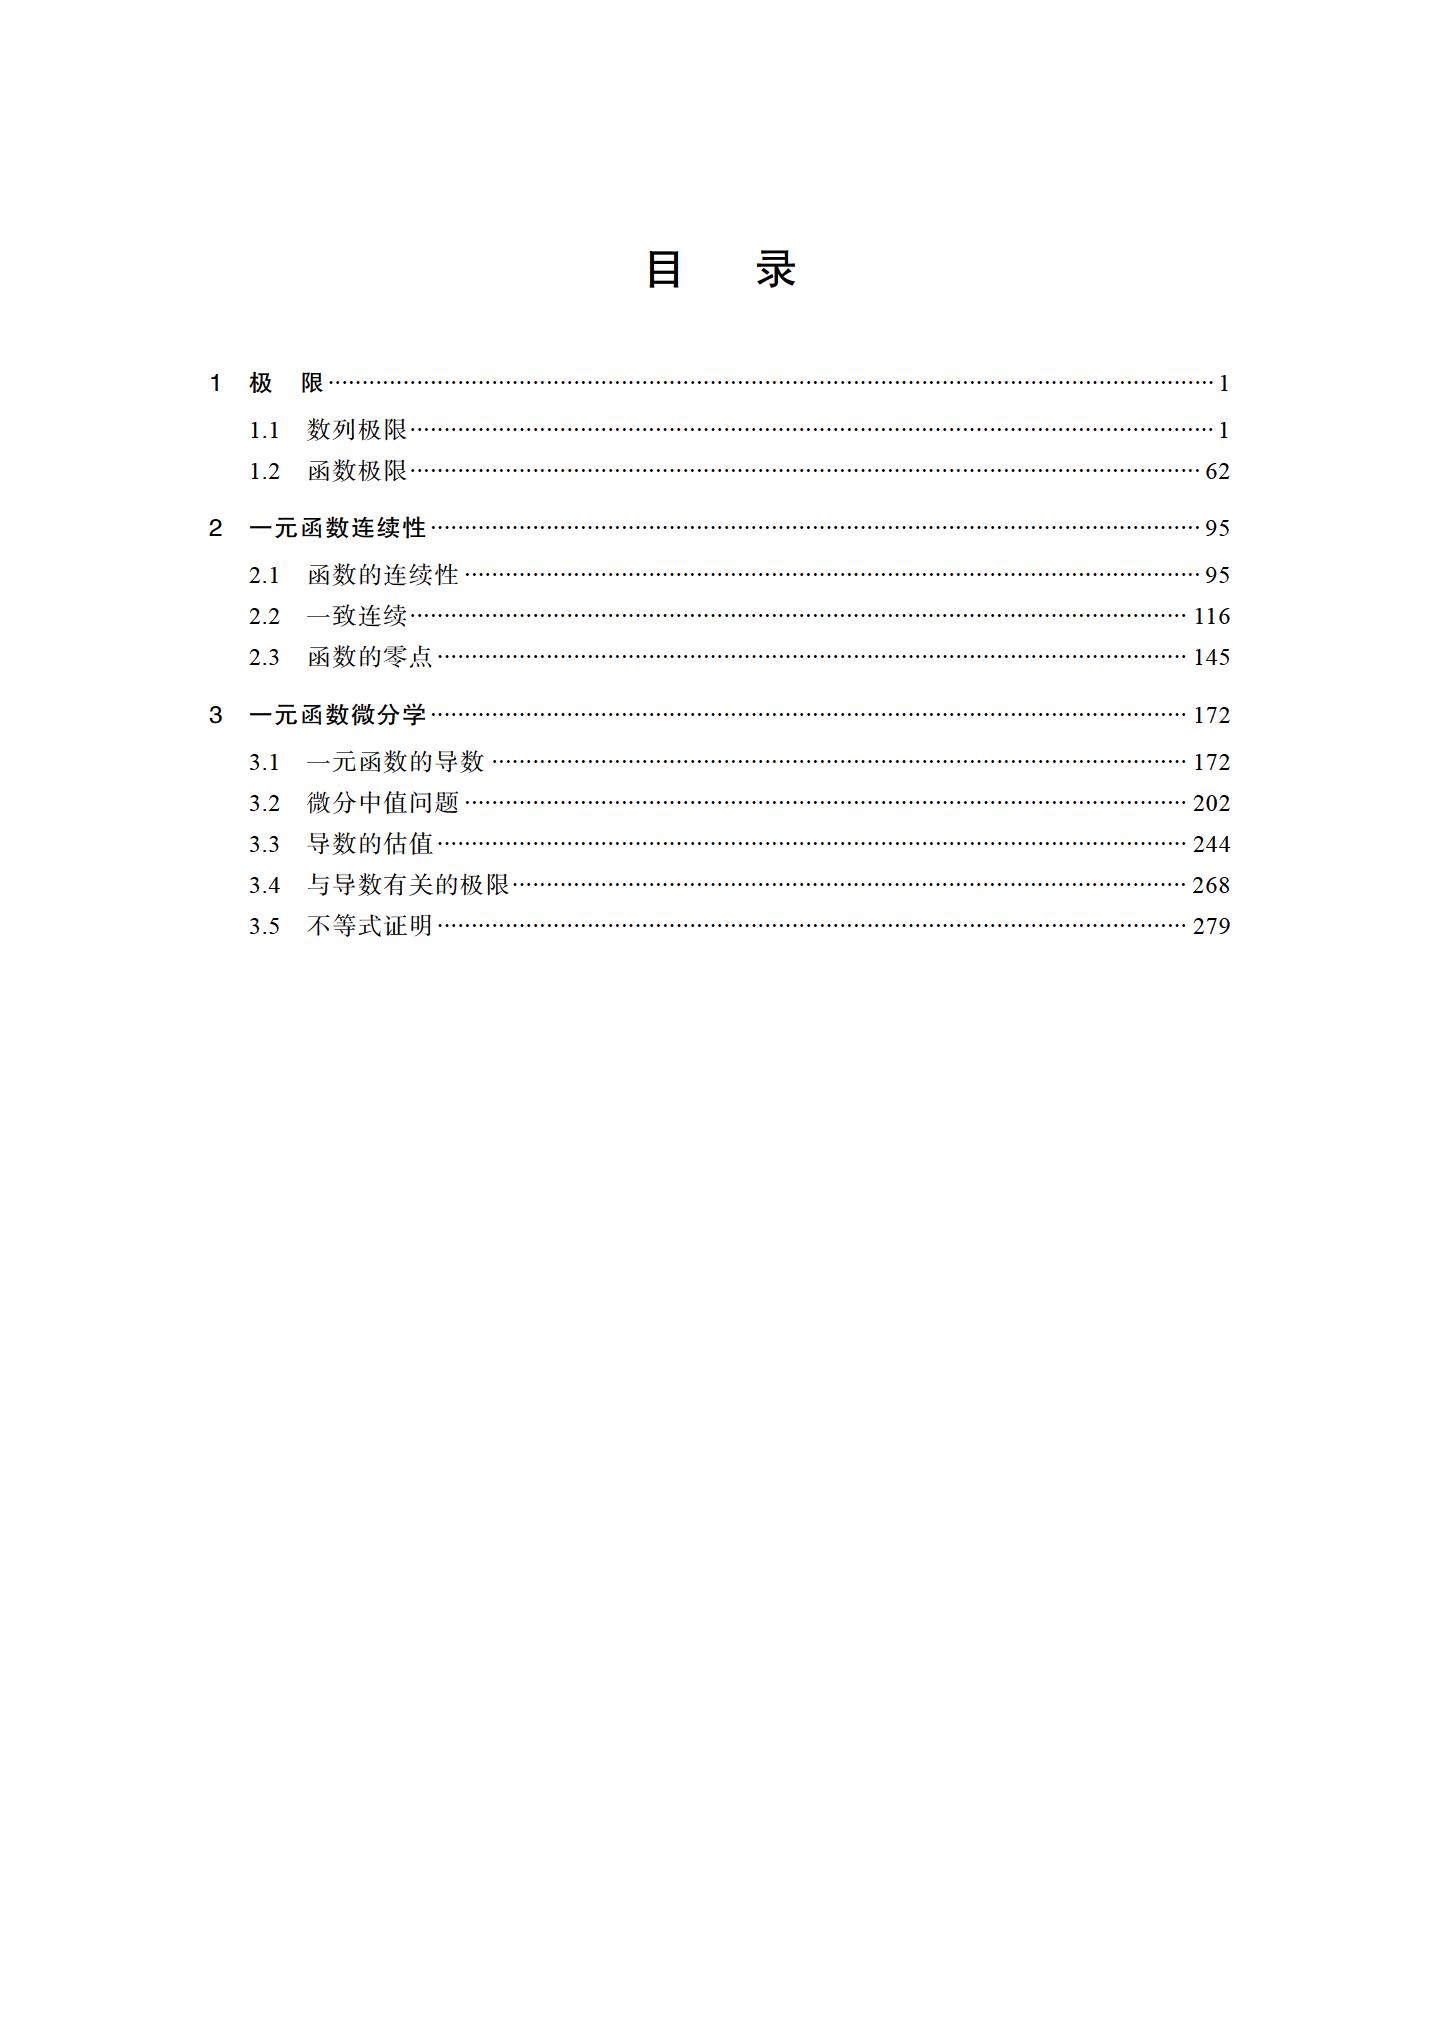 目 录
1 极 限 1
1.1 数列极限 1
1.2 函数极限 62
2 一元函数连续性 95
2.1 函数的连续性 95
2.2 一致连续 116
2.3 函数的零点 145
3 一元函数微分学 172
3.1 一元函数的导数 172
3.2 微分中值问题 202
3.3 导数的估值 244
3.4 与导数有关的极限 268
3.5 不等式证明 279